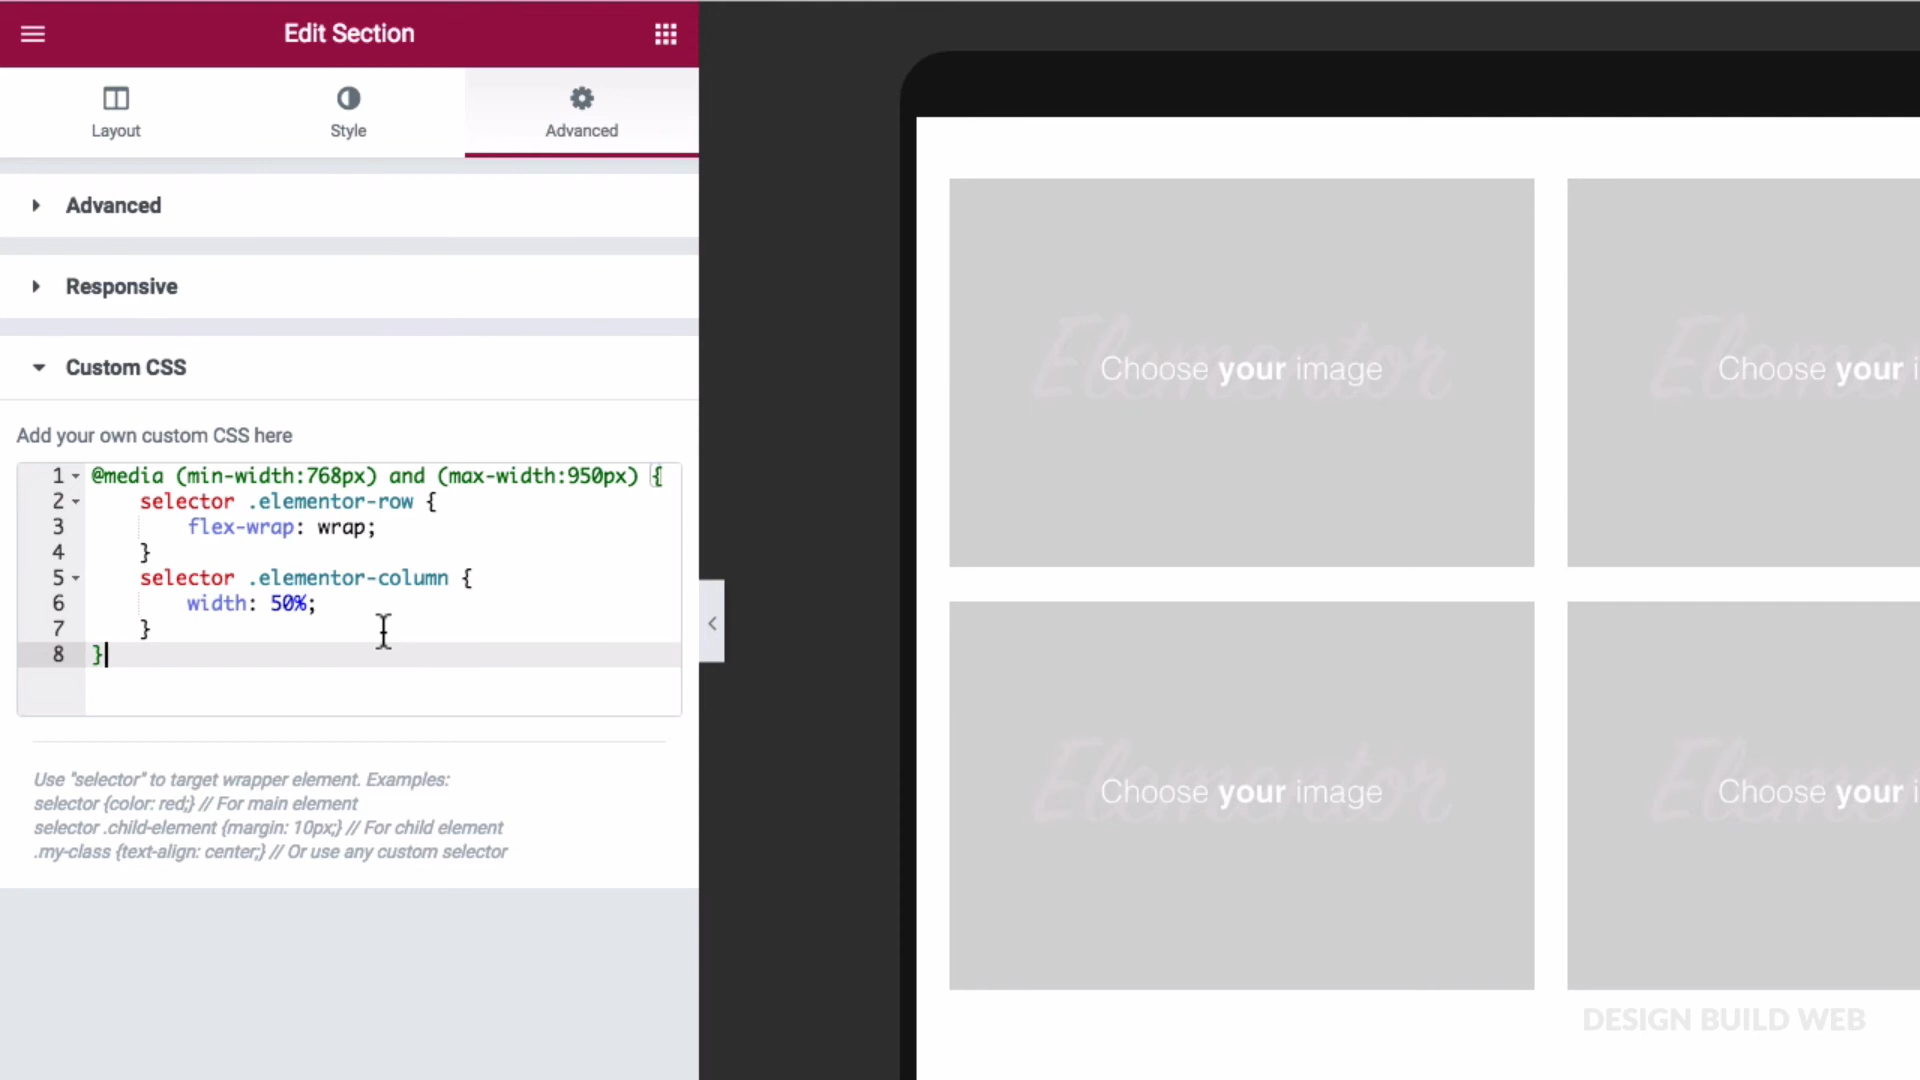 Edit Section
Layout
Style
Advanced
Advanced
Responsive
Custom CSS
Add your own custom CSS here
1 @media (min-width:768px) and (max-width:950px) {
2 selector .elementor-row {
3 flex-wrap: wrap;
4 }
5 selector .elementor-column {
6 width: 50%;
7 }
8 }
Use "selector" to target wrapper element. Examples:
selector {color: red;} // For main element
selector .child-element {margin: 10px;} // For child element
.my-class {text-align: center;} // Or use any custom selector
Elementor
Choose your image
Choose your i
Elementor
Choose your image
Choose your i
DESIGN BUILD WEB